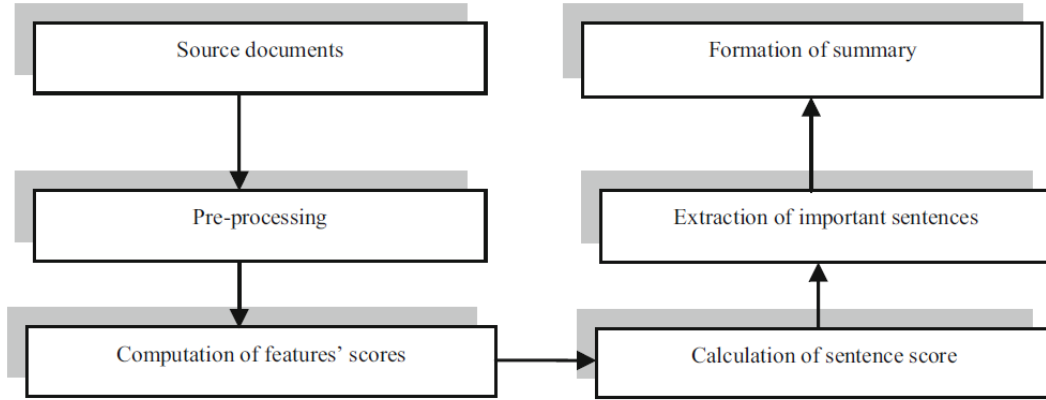 Source documents
Pre-processing
Computation of features’ scores
Calculation of sentence score
Extraction of important sentences
Formation of summary